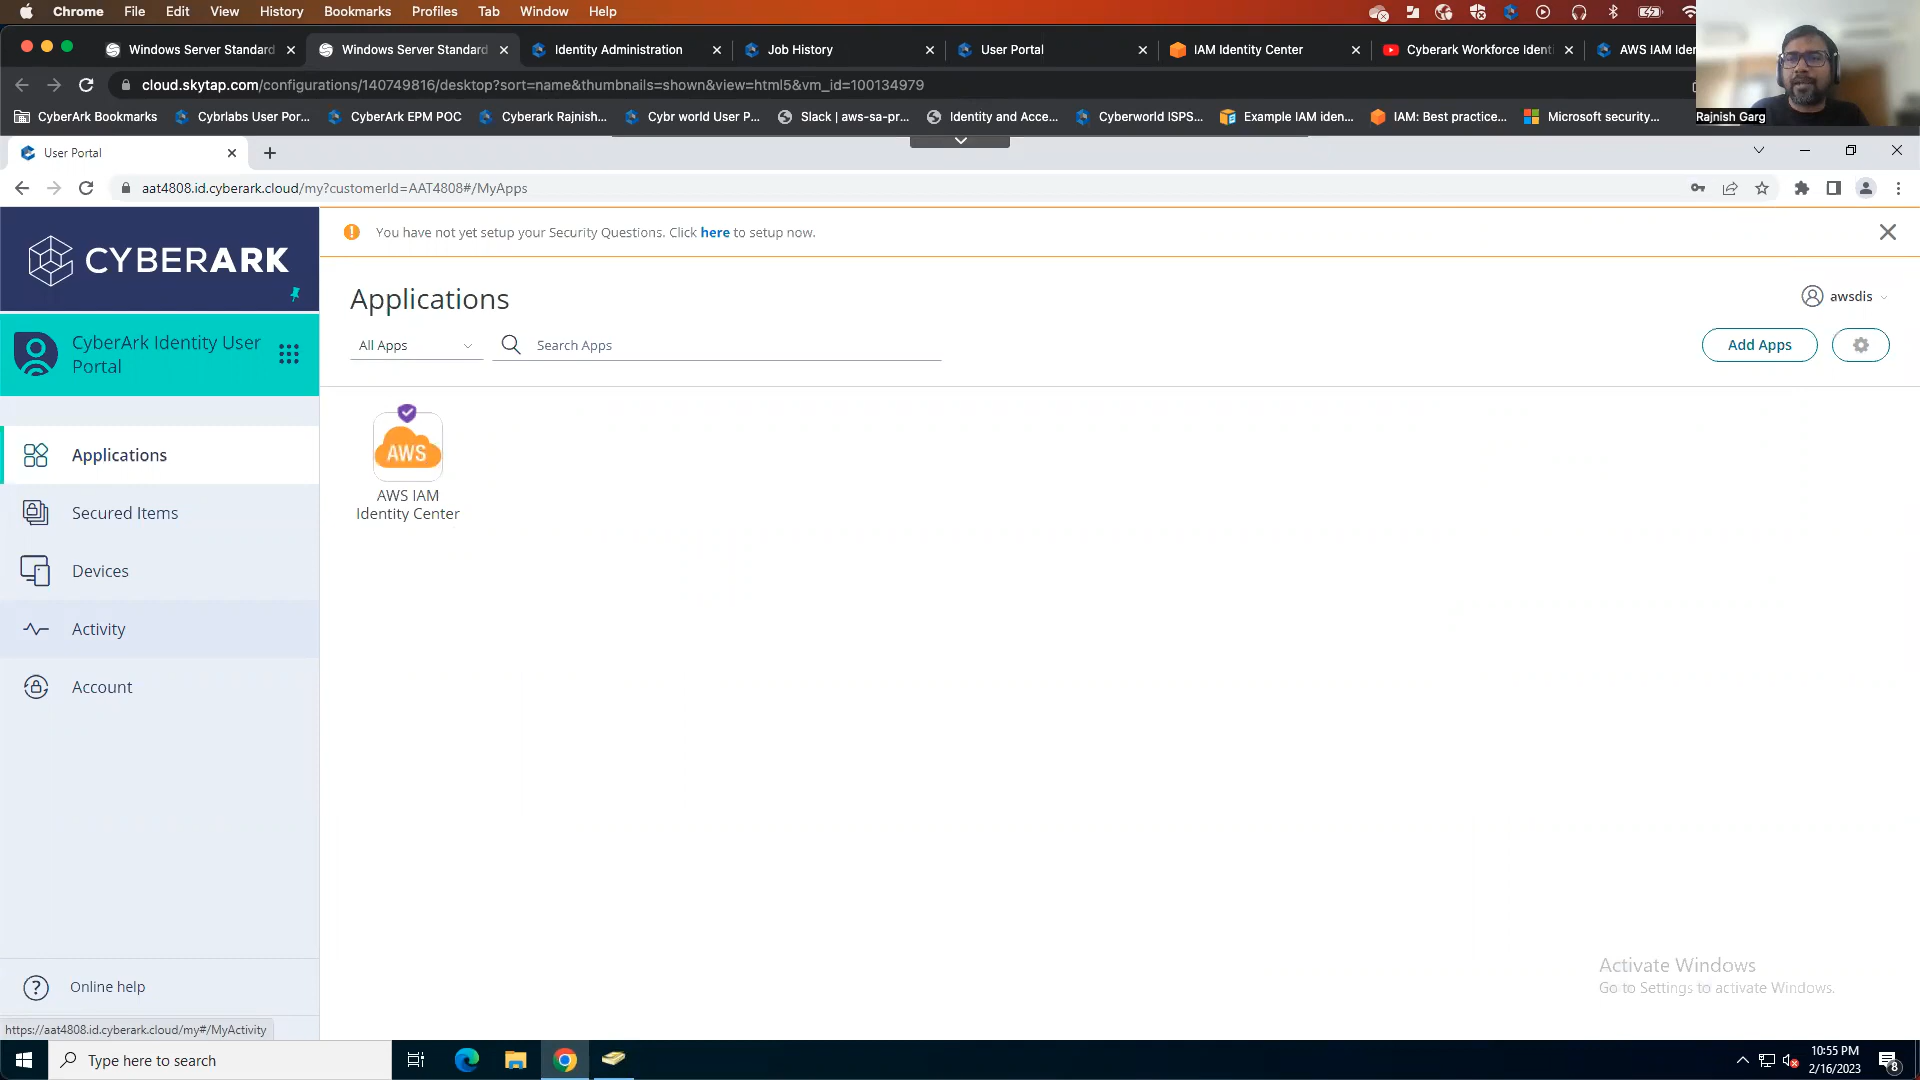 Chrome File Edit View History Bookmarks Profiles Tab Window Help
Windows Server Standard Windows Server Standard Identity Administration Job History User Portal IAM Identity Center Cyberark Workforce Identi AWS IAM Iden
cloud.skytap.com/configurations/140749816/desktop?sort=name&thumbnails=shown&view=html5&vm_id=100134979
CyberArk Bookmarks Cybrlabs User Por... CyberArk EPM POC Cyberark Rajnish... Cybr world User P... Slack | aws-sa-pr... Identity and Acce... Cyberworld ISPS... Example IAM iden... IAM: Best practice... Microsoft security... Rajnish Garg
User Portal
aat4808.id.cyberark.cloud/my?customerId=AAT4808#/MyApps
CYBERARK
You have not yet setup your Security Questions. Click here to setup now.
Applications
awsdis
CyberArk Identity User
Portal
All Apps Search Apps Add Apps
AWS
AWS IAM
Identity Center
Applications
Secured Items
Devices
Activity
Account
Activate Windows
Go to Settings to activate Windows.
Online help
https://aat4808.id.cyberark.cloud/my#/MyActivity
Type here to search
10:55 PM
2/16/2023
8